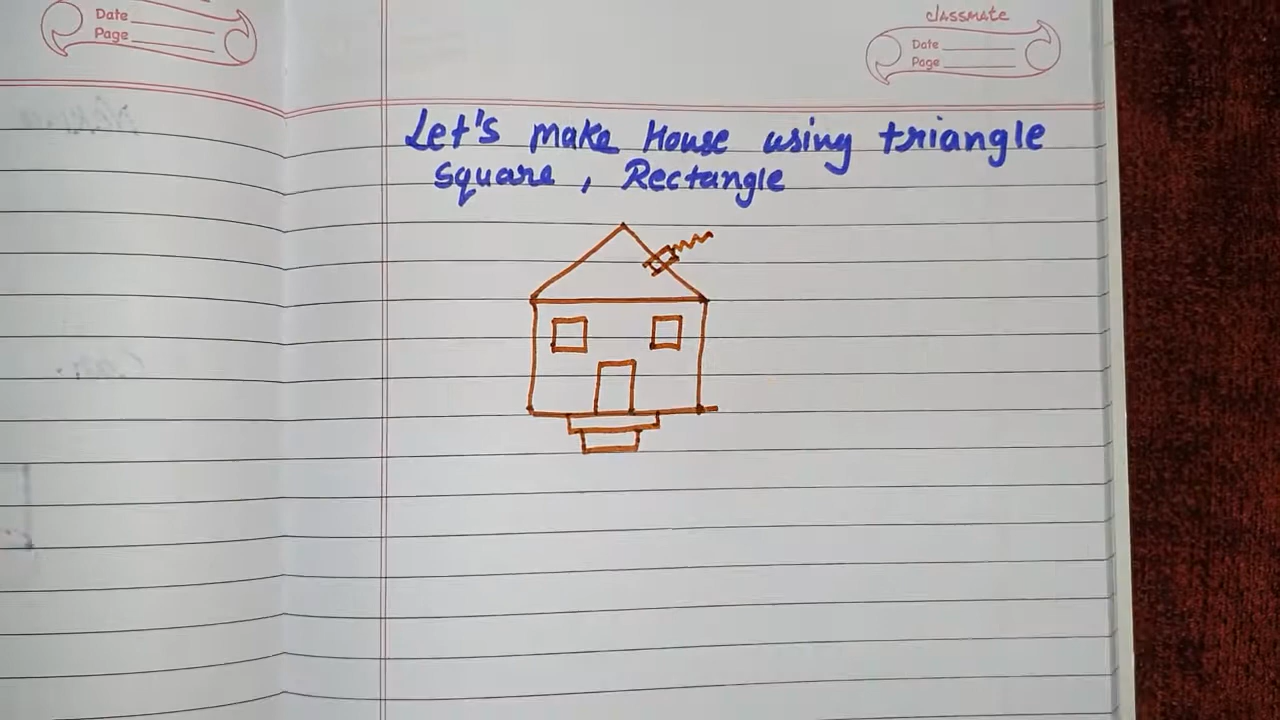 Date
Page
classmate
Date
Page
Let's make House using triangle
square, Rectangle